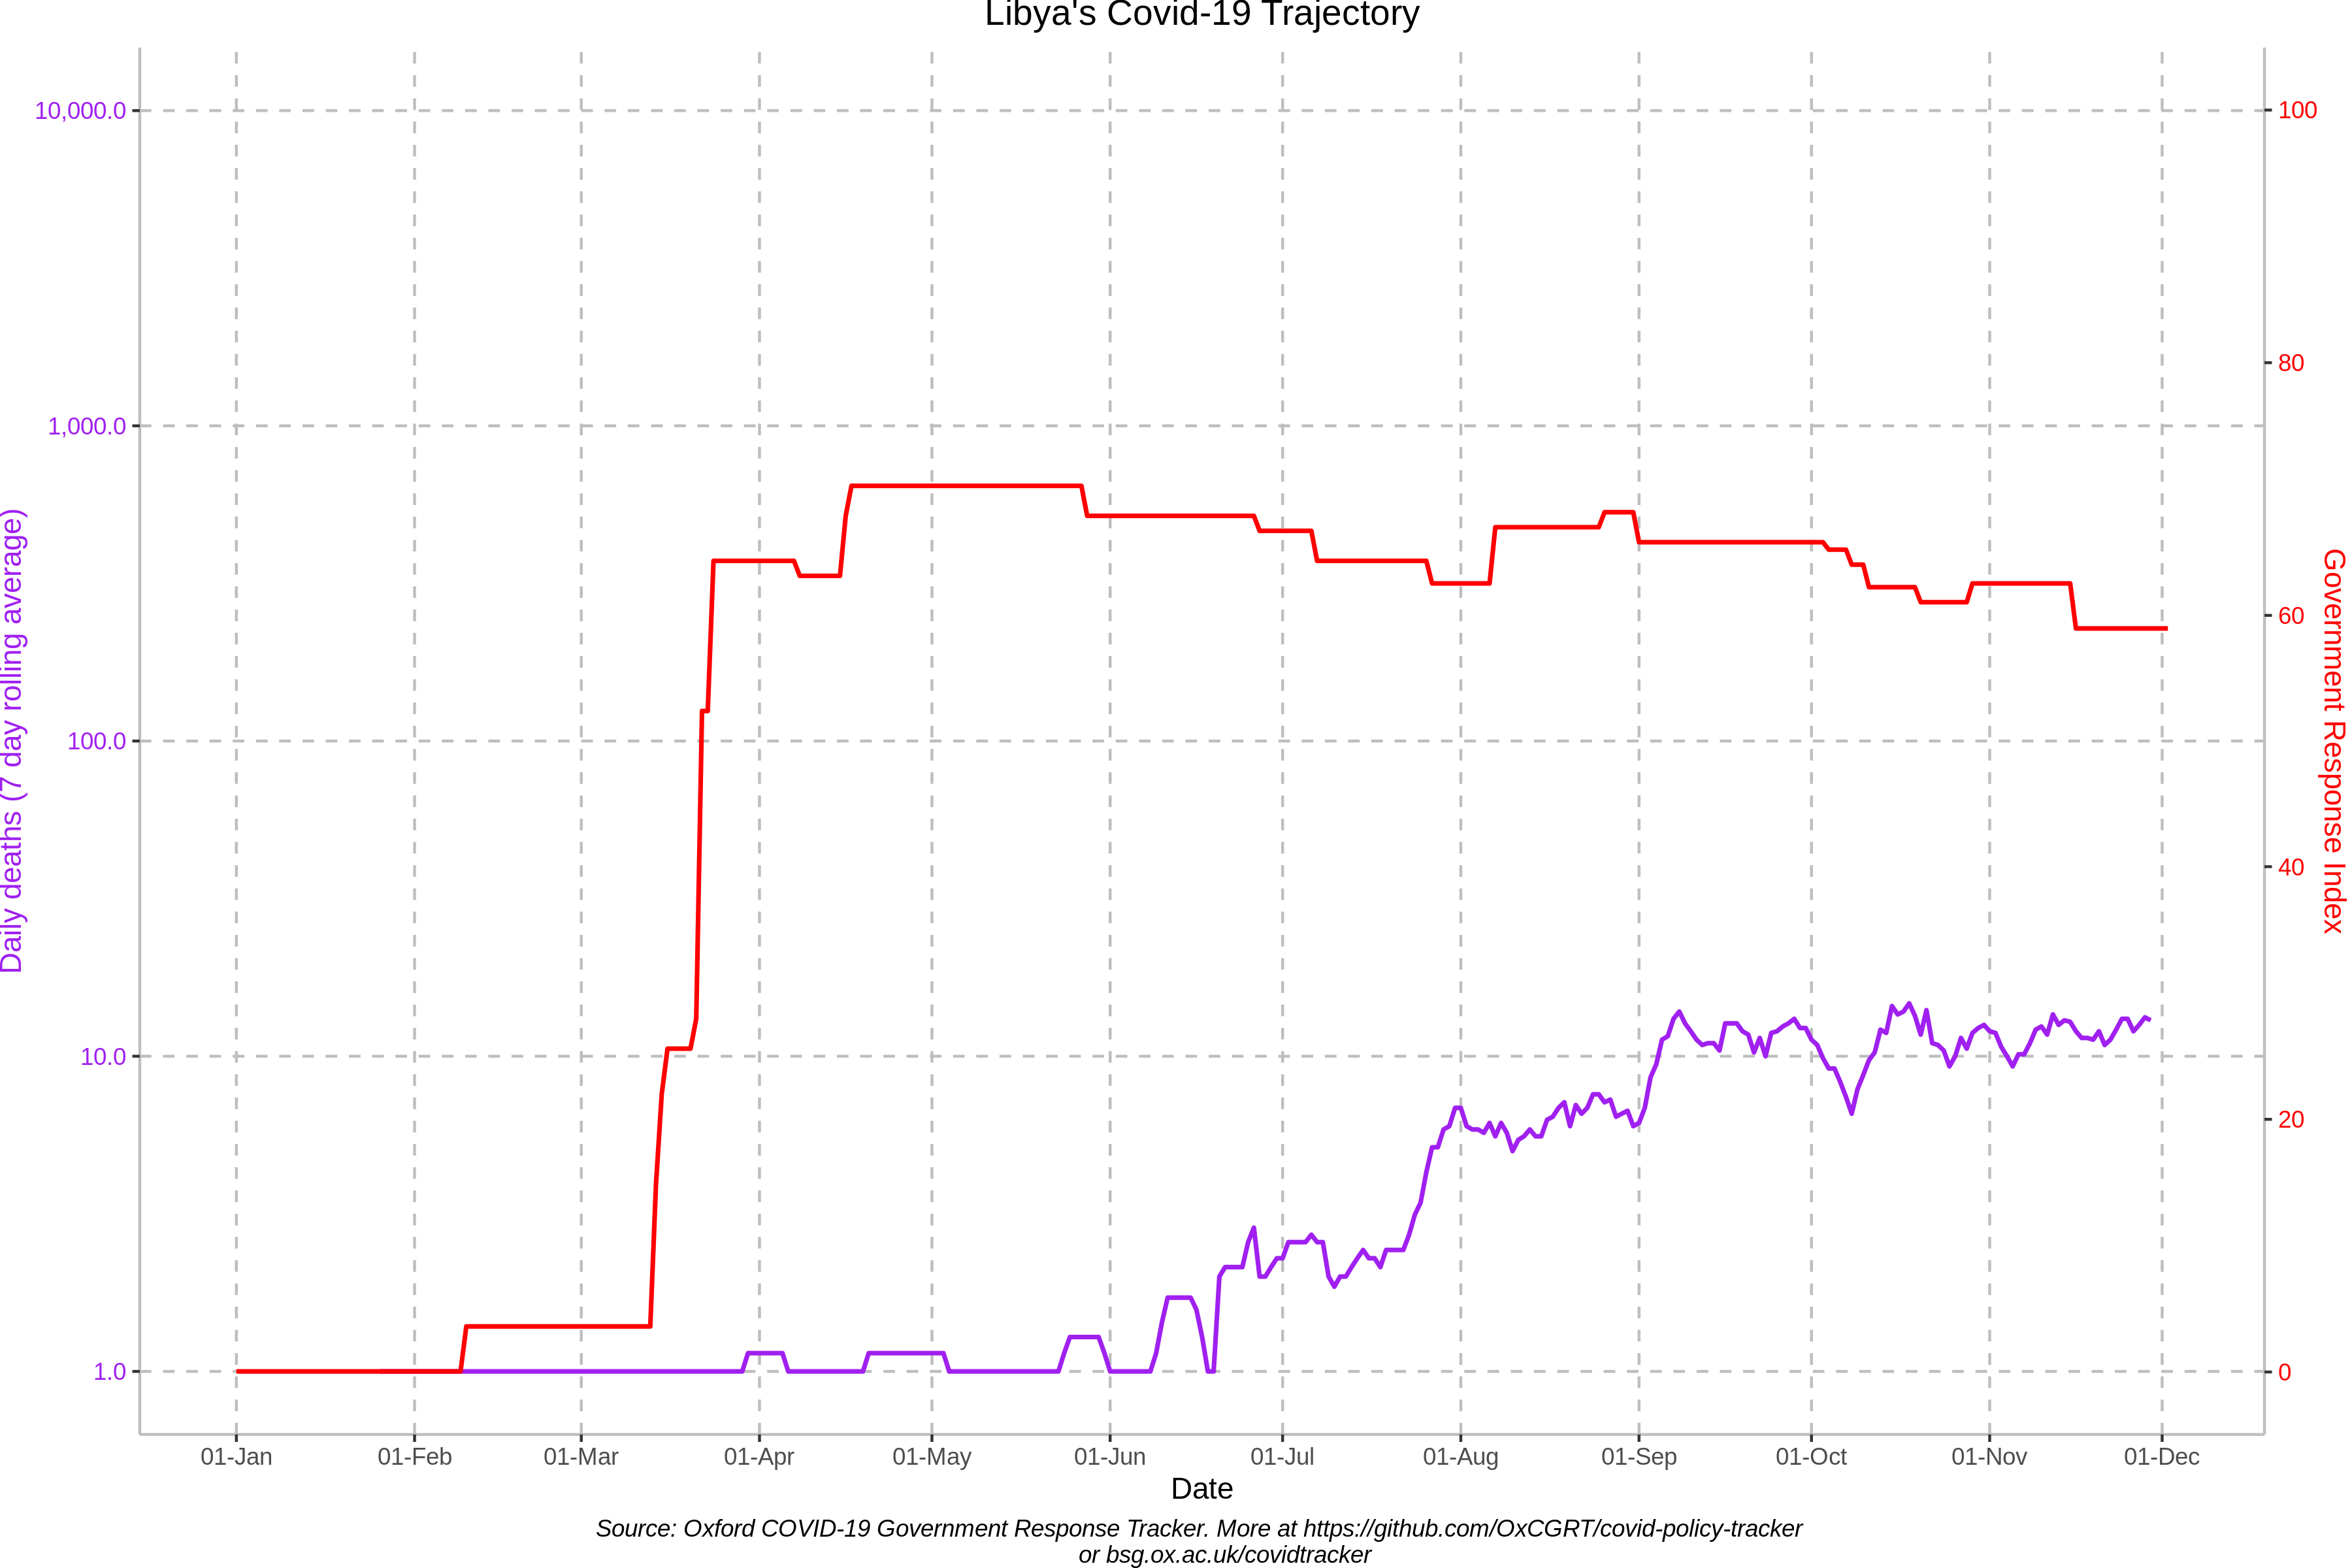 Libya's Covid-19 Trajectory
10,000.0
1,000.0
100.0
10.0
1.0
Daily deaths (7 day rolling average)
100
80
60
40
20
0
Government Response Index
01-Jan
01-Feb
01-Mar
01-Apr
01-May
01-Jun
01-Jul
01-Aug
01-Sep
01-Oct
01-Nov
01-Dec
Date
Source: Oxford COVID-19 Government Response Tracker. More at https://github.com/OxCGRT/covid-policy-tracker
or bsg.ox.ac.uk/covidtracker